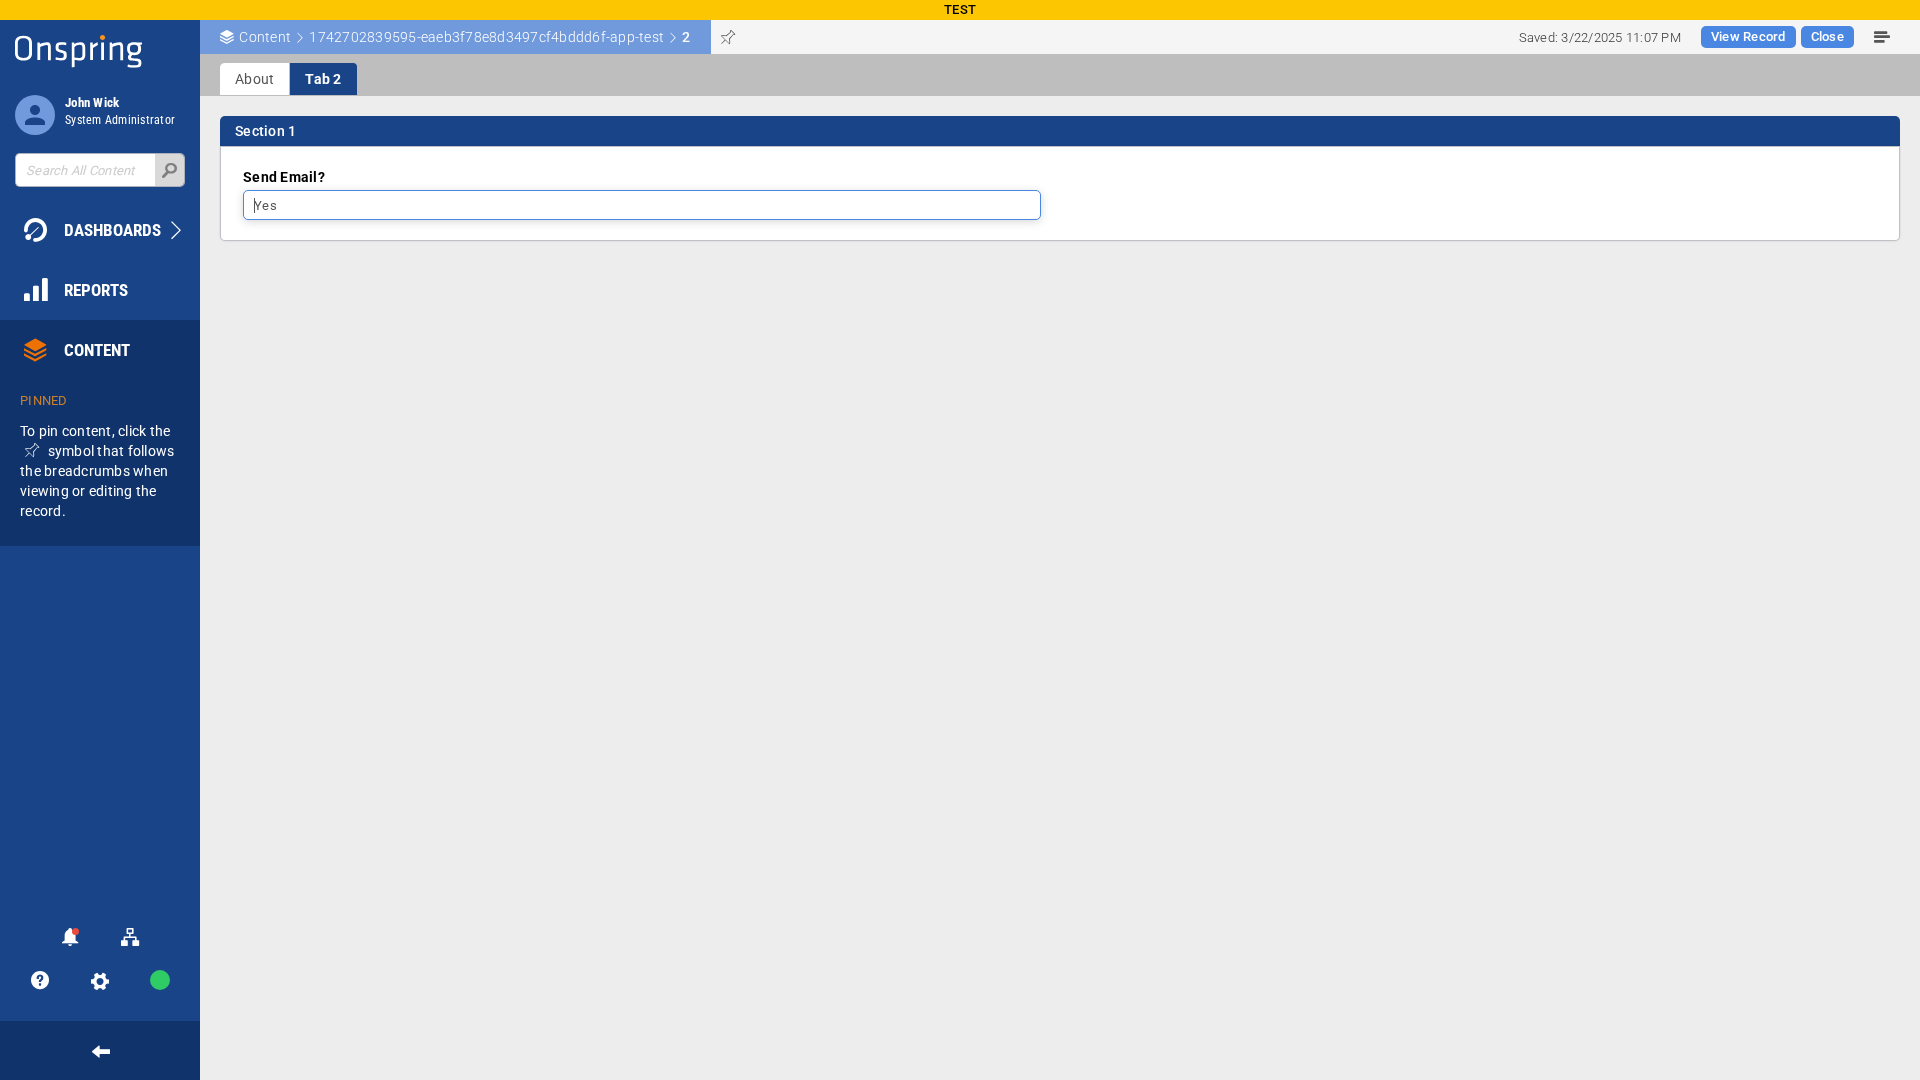 TEST
Onspring
Content
1742702839595-eaeb3f78e8d3497cf4bddd6f-app-test
2
Saved: 3/22/2025 11:07 PM
View Record
Close
John Wick
System Administrator
Search All Content
DASHBOARDS
REPORTS
CONTENT
PINNED
To pin content, click the
symbol that follows
the breadcrumbs when
viewing or editing the
record.
About
Tab 2
Section 1
Send Email?
Yes